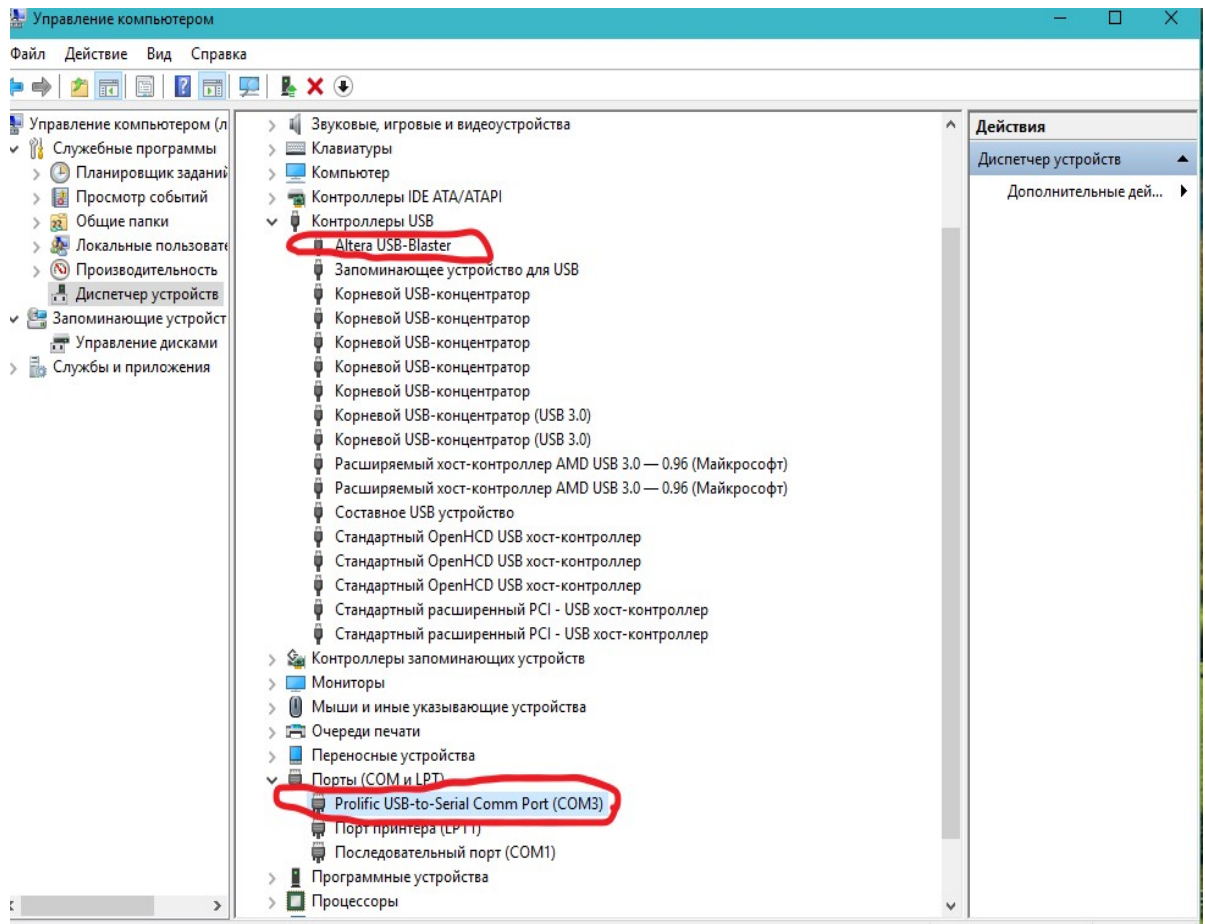 Управление компьютером
Файл Действие Вид Справка
Управление компьютером (л
Служебные программы
Планировщик заданий
Просмотр событий
Общие папки
Локальные пользовате
Производительность
Диспетчер устройств
Запоминающие устройст
Управление дисками
Службы и приложения
Звуковые, игровые и видеоустройства
Клавиатуры
Компьютер
Контроллеры IDE ATA/ATAPI
Контроллеры USB
Altera USB-Blaster
Запоминающее устройство для USB
Корневой USB-концентратор
Корневой USB-концентратор
Корневой USB-концентратор
Корневой USB-концентратор
Корневой USB-концентратор
Корневой USB-концентратор (USB 3.0)
Корневой USB-концентратор (USB 3.0)
Расширяемый хост-контроллер AMD USB 3.0 — 0.96 (Майкрософт)
Расширяемый хост-контроллер AMD USB 3.0 — 0.96 (Майкрософт)
Составное USB устройство
Стандартный OpenHCD USB хост-контроллер
Стандартный OpenHCD USB хост-контроллер
Стандартный OpenHCD USB хост-контроллер
Стандартный расширенный PCI - USB хост-контроллер
Стандартный расширенный PCI - USB хост-контроллер
Контроллеры запоминающих устройств
Мониторы
Мыши и иные указывающие устройства
Очереди печати
Переносные устройства
Порты (COM и LPT)
Prolific USB-to-Serial Comm Port (COM3)
Порт принтера (LPT1)
Последовательный порт (COM1)
Программные устройства
Процессоры
Действия
Диспетчер устройств
Дополнительные дей...